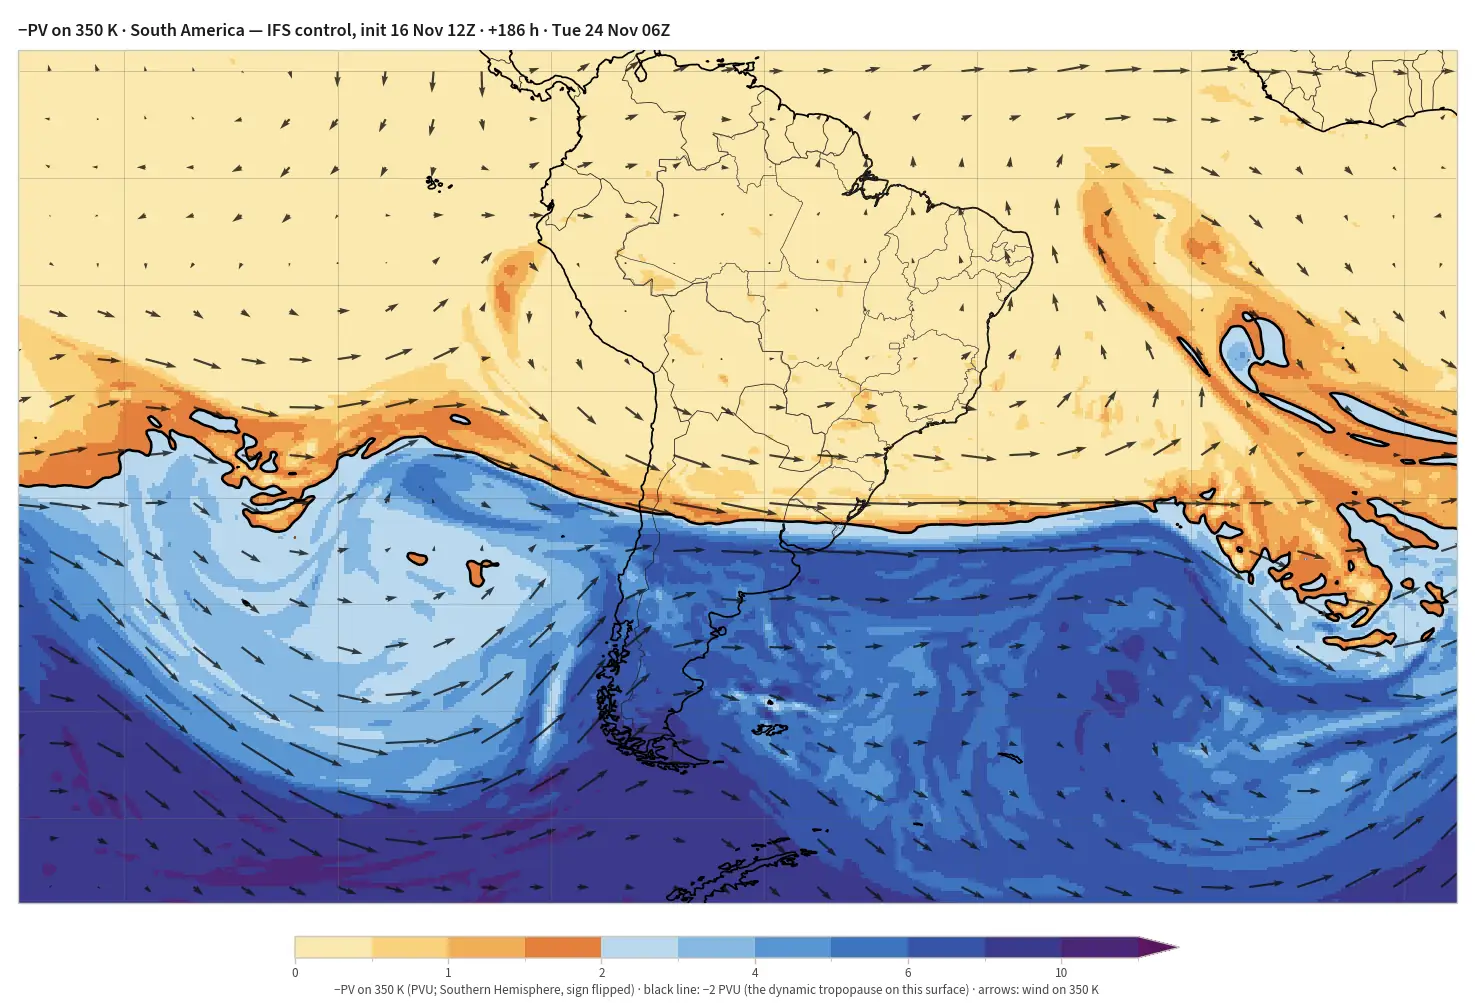 −PV on 350 K · South America — IFS control, init 16 Nov 12Z · +186 h · Tue 24 Nov 06Z
0 1 2 4 6 10
−PV on 350 K (PVU; Southern Hemisphere, sign flipped) · black line: −2 PVU (the dynamic tropopause on this surface) · arrows: wind on 350 K